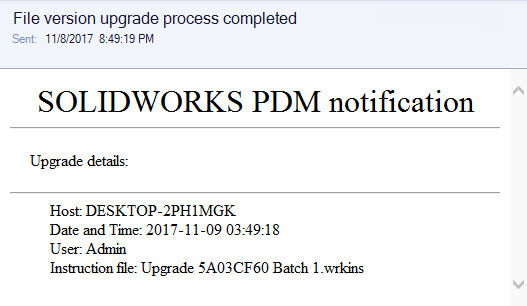 File version upgrade process completed
Sent: 11/8/2017 8:49:19 PM
SOLIDWORKS PDM notification
Upgrade details:
Host: DESKTOP-2PH1MGK
Date and Time: 2017-11-09 03:49:18
User: Admin
Instruction file: Upgrade 5A03CF60 Batch 1.wrkins